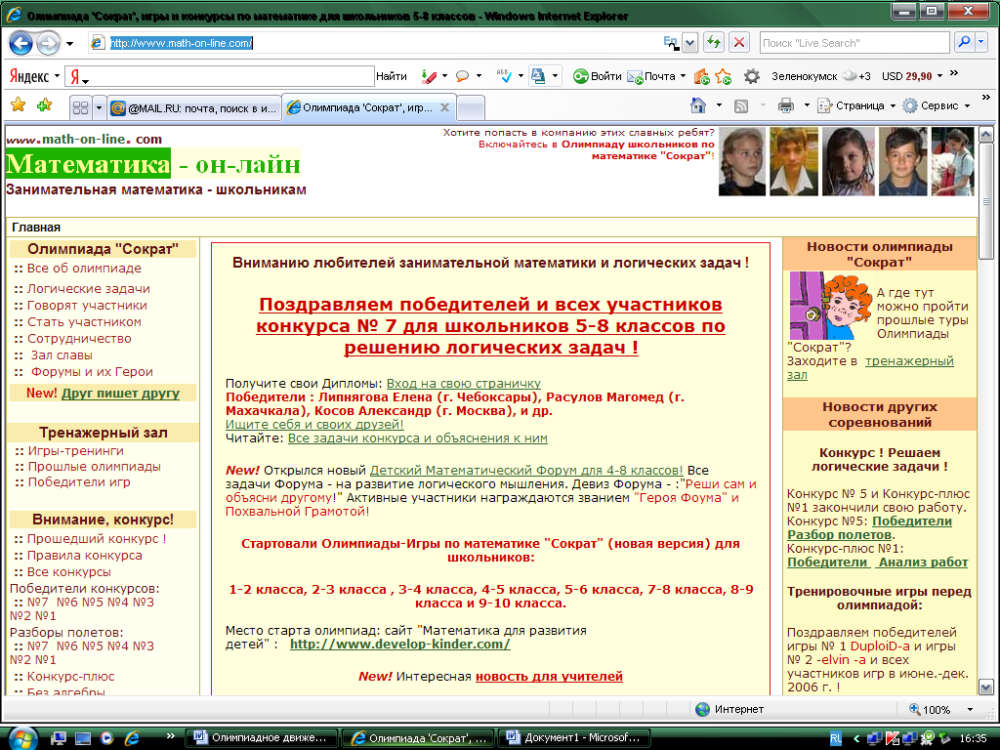 Олимпиада 'Сократ', игры и конкурсы по математике для школьников 5-8 классов - Windows Internet Explorer
http://www.math-on-line.com/
Поиск "Live Search"
Яндекс
Я
Найти
Войти
Почта
Зеленокумск +3
USD 29,90
@MAIL.RU: почта, поиск в и...
Олимпиада 'Сократ', игр...
Страница
Сервис
www.math-on-line. com
Математика - он-лайн
Занимательная математика - школьникам
Хотите попасть в компанию этих славных ребят?
Включайтесь в Олимпиаду школьников по
математике "Сократ"!
Главная
Олимпиада "Сократ"
:: Все об олимпиаде
:: Логические задачи
:: Говорят участники
:: Стать участником
:: Сотрудничество
:: Зал славы
:: Форумы и их Герои
New! Друг пишет другу
Тренажерный зал
:: Игры-тренинги
:: Прошлые олимпиады
:: Победители игр
Внимание, конкурс!
:: Прошедший конкурс !
:: Правила конкурса
:: Все конкурсы
Победители конкурсов:
:: №7 №6 №5 №4 №3
№2 №1
Разборы полетов:
:: №7 №6 №5 №4 №3
№2 №1
:: Конкурс-плюс
:: Без алгебры
Вниманию любителей занимательной математики и логических задач !
Поздравляем победителей и всех участников
конкурса № 7 для школьников 5-8 классов по
решению логических задач !
Получите свои Дипломы: Вход на свою страничку
Победители : Липнягова Елена (г. Чебоксары), Расулов Магомед (г.
Махачкала), Косов Александр (г. Москва), и др.
Ищите себя и своих друзей!
Читайте: Все задачи конкурса и объяснения к ним
New! Открылся новый Детский Математический Форум для 4-8 классов! Все
задачи Форума - на развитие логического мышления. Девиз Форума - :"Реши сам и
объясни другому!" Активные участники награждаются званием "Героя Фоума" и
Похвальной Грамотой!
Стартовали Олимпиады-Игры по математике "Сократ" (новая версия) для
школьников:
1-2 класса, 2-3 класса , 3-4 класса, 4-5 класса, 5-6 класса, 7-8 класса, 8-9
класса и 9-10 класса.
Место старта олимпиад: сайт "Математика для развития
детей" : http://www.develop-kinder.com/
New! Интересная новость для учителей
Новости олимпиады
"Сократ"
А где тут
можно пройти
прошлые туры
Олимпиады
"Сократ"?
Заходите в тренажерный
зал
Новости других
соревнований
Конкурс ! Решаем
логические задачи !
Конкурс № 5 и Конкурс-плюс
№1 закончили свою работу.
Конкурс №5: Победители
Разбор полетов.
Конкурс-плюс №1:
Победители Анализ работ
Тренировочные игры перед
олимпиадой:
Поздравляем победителей
игры № 1 DuploiD-а и игры
№ 2 -elvin -а и всех
участников игр в июне.-дек.
2006 г. !
Интернет
100%
Олимпиадное движе...
Олимпиада 'Сократ', ...
Документ1 - Microsof...
RL
16:35